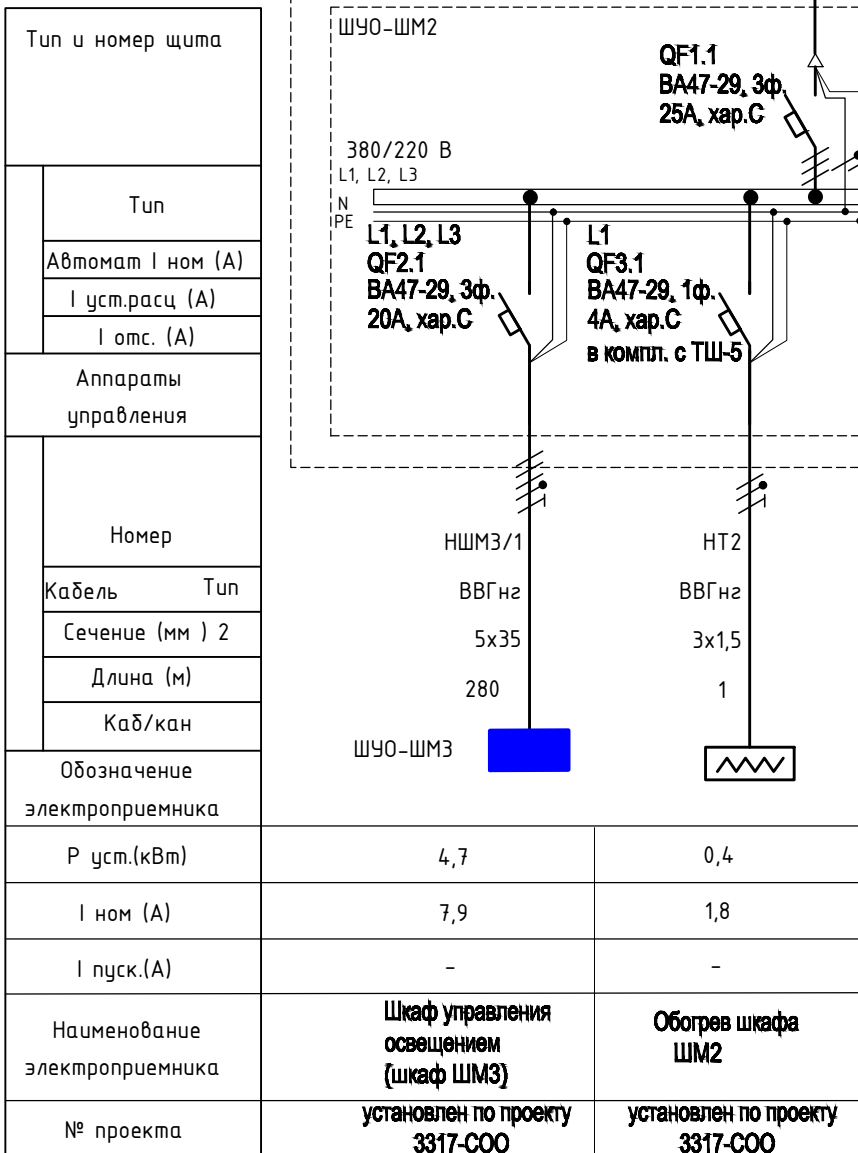 Тип и номер щита
ШУО-ШМ2
QF1.1
ВА47-29, 3ф.
25А, хар.С
380/220 В
L1, L2, L3
N
PE
Тип
Автомат I ном (А)
I уст.расц (А)
I отс. (А)
L1, L2, L3
QF2.1
ВА47-29, 3ф.
20А, хар.С
L1
QF3.1
ВА47-29, 1ф.
4А, хар.С
в компл. с ТШ-5
Аппараты
управления
Номер
НШМ3/1
НТ2
Кабель Тип
ВВГнг
ВВГнг
Сечение (мм ) 2
5х35
3х1,5
Длина (м)
280
1
Каб/кан
ШУО-ШМ3
Обозначение
электроприемника
Р уст.(кВт)
4,7
0,4
I ном (А)
7,9
1,8
I пуск.(А)
-
-
Наименование
электроприемника
Шкаф управления
освещением
(шкаф ШМ3)
Обогрев шкафа
ШМ2
№ проекта
установлен по проекту
3317-СОО
установлен по проекту
3317-СОО